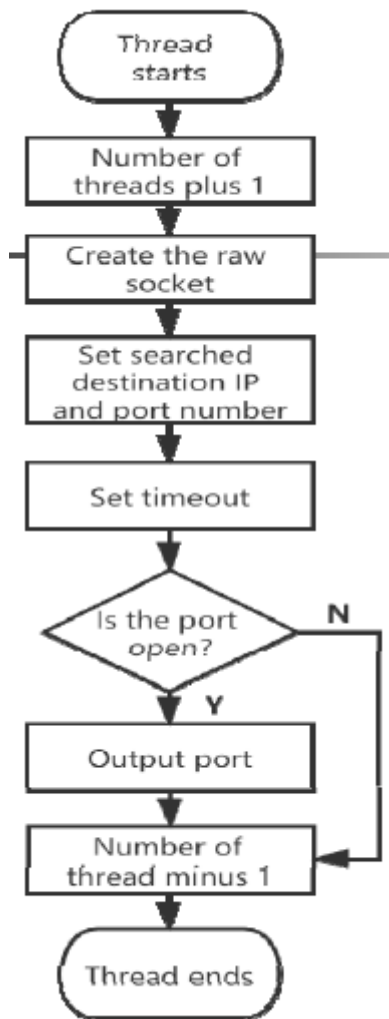 Thread
starts
Number of
threads plus 1
Create the raw
socket
Set searched
destination IP
and port number
Set timeout
Is the port
open?
N
Y
Output port
Number of
thread minus 1
Thread ends